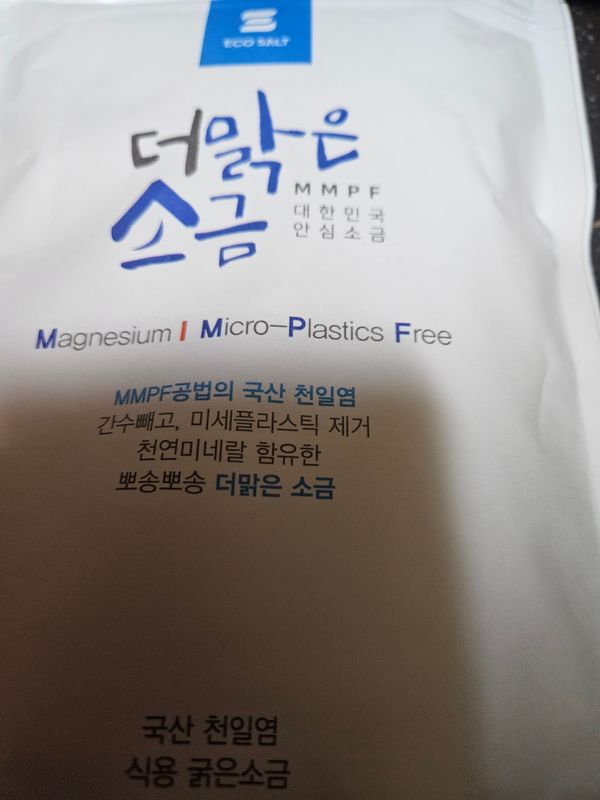 ECO SALT
더맑은
소금
MMPF
대한민국
안심소금
Magnesium | Micro-Plastics Free
MMPF공법의 국산 천일염
간수빼고, 미세플라스틱 제거
천연미네랄 함유한
뽀송뽀송 더맑은 소금
국산 천일염
식용 굵은소금